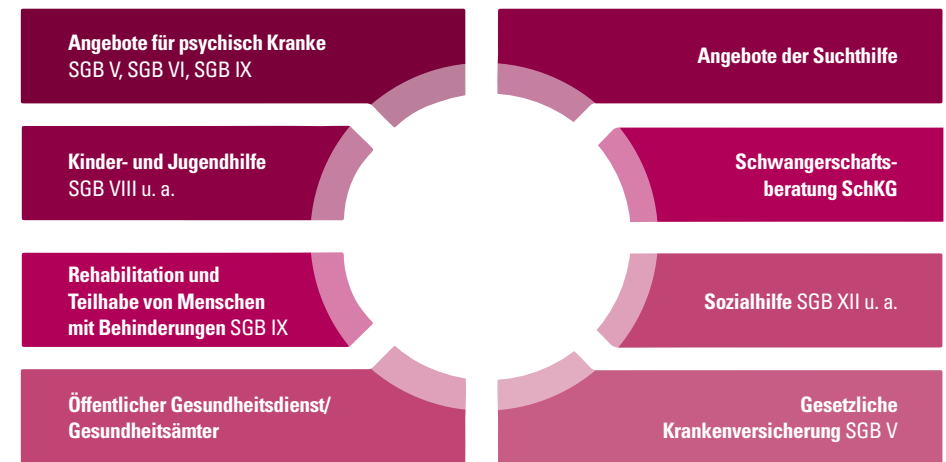 Angebote für psychisch Kranke
SGB V, SGB VI, SGB IX
Angebote der Suchthilfe
Kinder- und Jugendhilfe
SGB VIII u. a.
Schwangerschafts-
beratung SchKG
Rehabilitation und
Teilhabe von Menschen
mit Behinderungen SGB IX
Sozialhilfe SGB XII u. a.
Öffentlicher Gesundheitsdienst/
Gesundheitsämter
Gesetzliche
Krankenversicherung SGB V